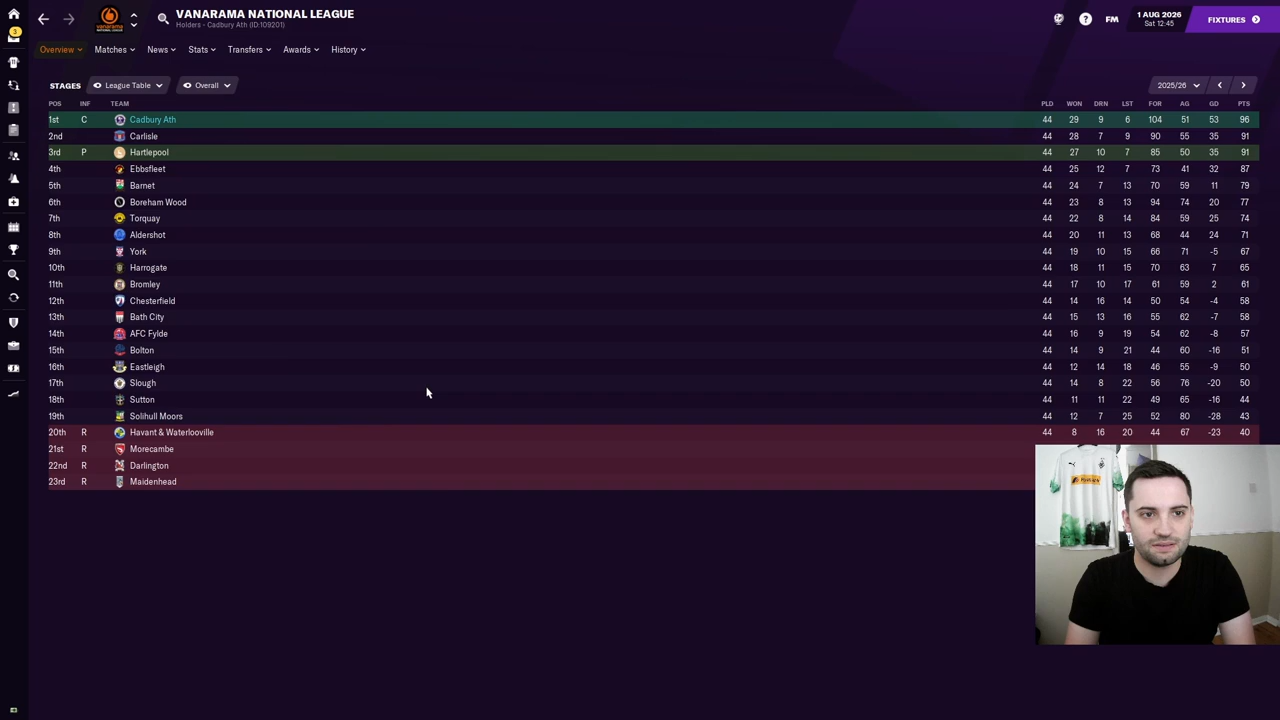 VANARAMA NATIONAL LEAGUE
Holders - Cadbury Ath (ID:109201)
3
vanarama
FM
1 AUG 2026
Sat 12:45
FIXTURES
Overview Matches News Stats Transfers Awards History
STAGES League Table Overall 2025/26
POS INF TEAM PLD WON DRN LST FOR AG GD PTS
1st C Cadbury Ath 44 29 9 6 104 51 53 96
2nd Carlisle 44 28 7 9 90 55 35 91
3rd P Hartlepool 44 27 10 7 85 50 35 91
4th Ebbsfleet 44 25 12 7 73 41 32 87
5th Barnet 44 24 7 13 70 59 11 79
6th Boreham Wood 44 23 8 13 94 74 20 77
7th Torquay 44 22 8 14 84 59 25 74
8th Aldershot 44 20 11 13 68 44 24 71
9th York 44 19 10 15 66 71 -5 67
10th Harrogate 44 18 11 15 70 63 7 65
11th Bromley 44 17 10 17 61 59 2 61
12th Chesterfield 44 14 16 14 50 54 -4 58
13th Bath City 44 15 13 16 55 62 -7 58
14th AFC Fylde 44 16 9 19 54 62 -8 57
15th Bolton 44 14 9 21 44 60 -16 51
16th Eastleigh 44 12 14 18 46 55 -9 50
17th Slough 44 14 8 22 56 76 -20 50
18th Sutton 44 11 11 22 49 65 -16 44
19th Solihull Moors 44 12 7 25 52 80 -28 43
20th R Havant & Waterlooville 44 8 16 20 44 67 -23 40
21st R Morecambe
22nd R Darlington
23rd R Maidenhead